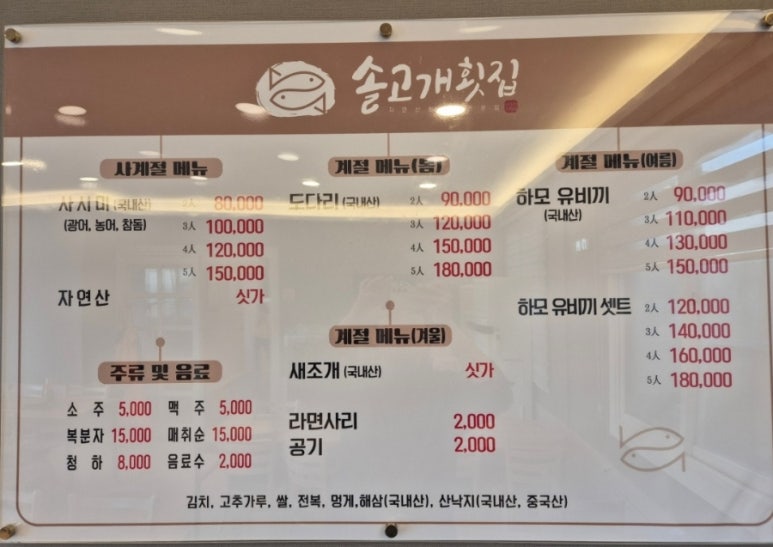 솔고개횟집
사계절 메뉴
사시미 (국내산) 2人 80,000
(광어, 농어, 참돔) 3人 100,000
4人 120,000
5人 150,000
자연산 싯가
주류 및 음료
소 주 5,000 맥 주 5,000
복분자 15,000 매취순 15,000
청 하 8,000 음료수 2,000
계절 메뉴(봄)
도다리 (국내산) 2人 90,000
3人 120,000
4人 150,000
5人 180,000
계절 메뉴(겨울)
새조개 (국내산) 싯가
라면사리 2,000
공기 2,000
계절 메뉴(여름)
하모 유비끼 2人 90,000
(국내산) 3人 110,000
4人 130,000
5人 150,000
하모 유비끼 셋트 2人 120,000
3人 140,000
4人 160,000
5人 180,000
김치, 고추가루, 쌀, 전복, 멍게,해삼(국내산), 산낙지(국내산, 중국산)